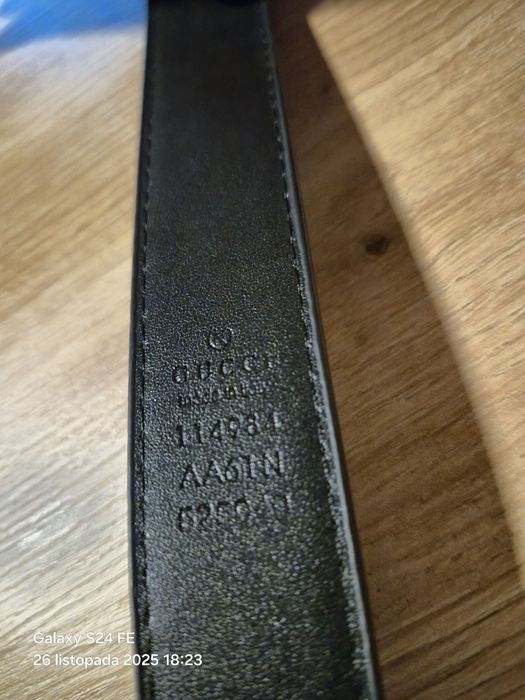 GUCCI
114984
AA61N
Galaxy S24 FE
26 listopada 2025 18:23